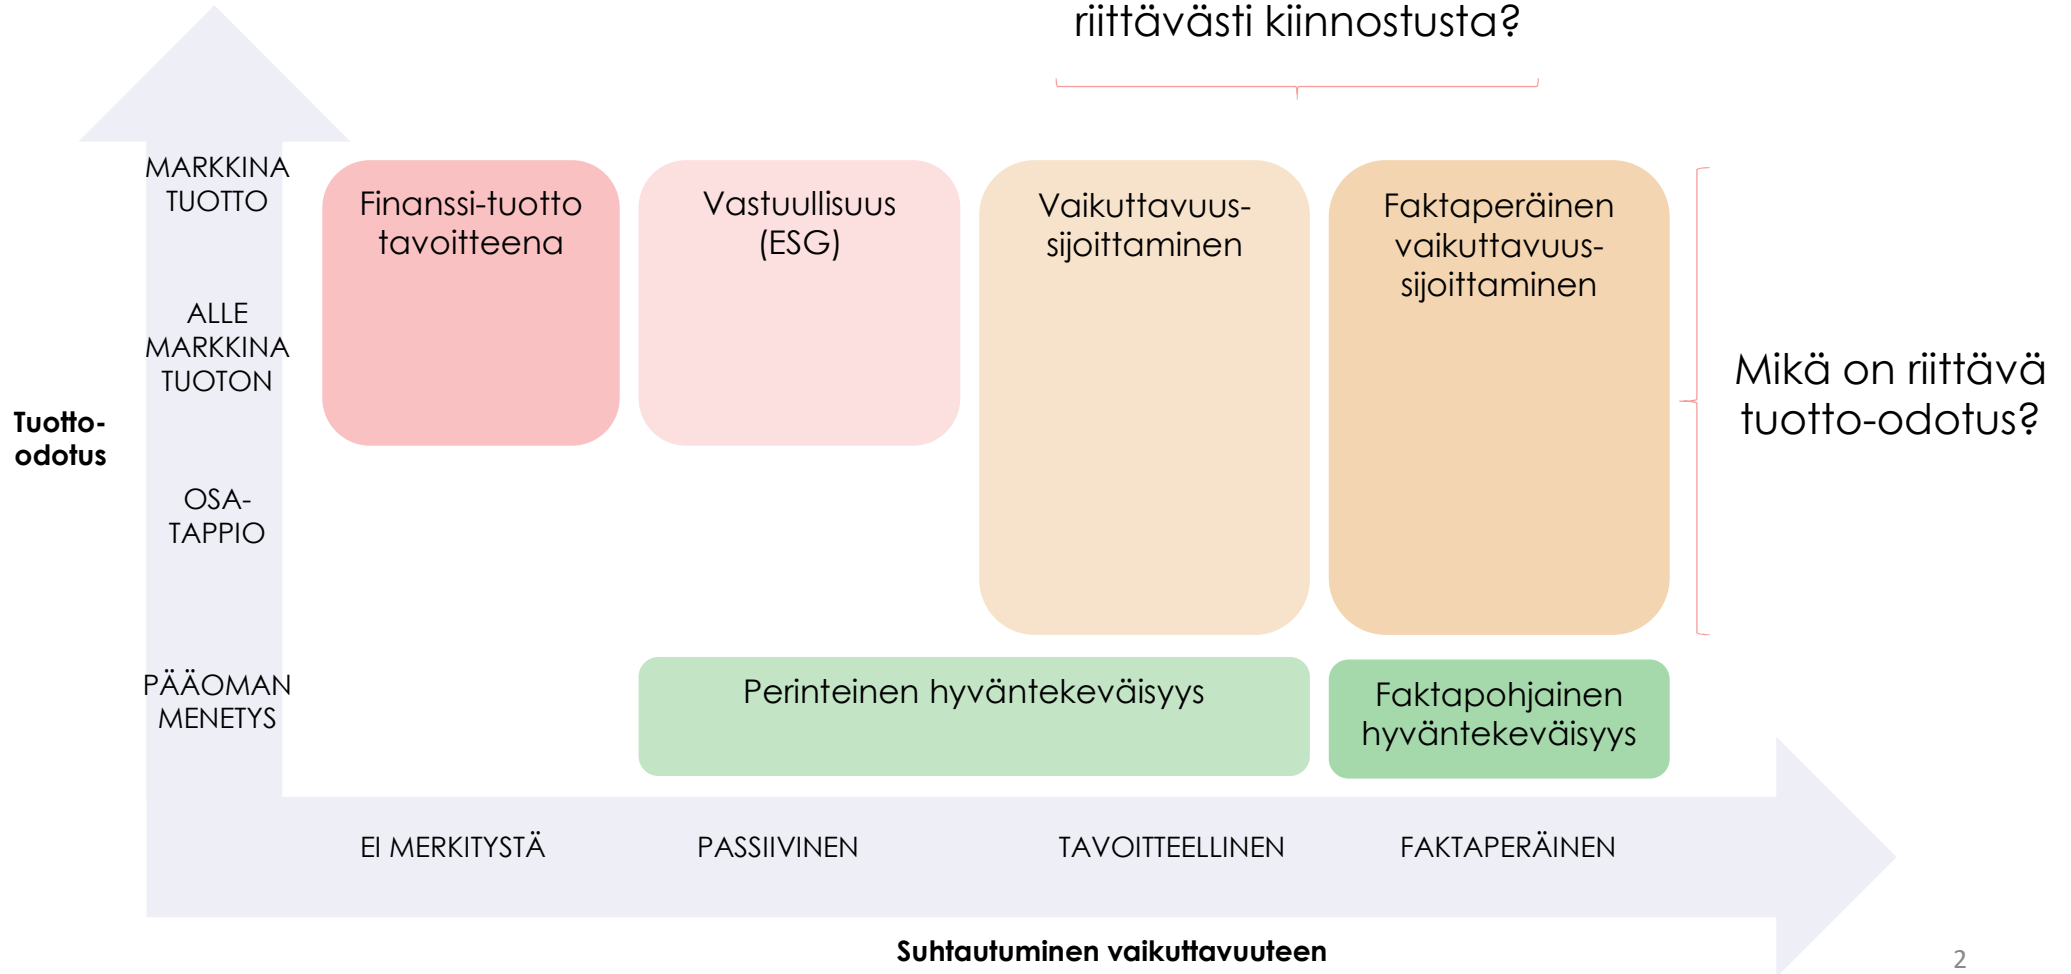 riittävästi kiinnostusta?
MARKKINA
TUOTTO
Finanssi-tuotto
tavoitteena
Vastuullisuus
(ESG)
Vaikuttavuus-
sijoittaminen
Faktaperäinen
vaikuttavuus-
sijoittaminen
ALLE
MARKKINA
TUOTON
Mikä on riittävä
tuotto-odotus?
Tuotto-
odotus
OSA-
TAPPIO
PÄÄOMAN
MENETYS
Perinteinen hyväntekeväisyys
Faktapohjainen
hyväntekeväisyys
EI MERKITYSTÄ
PASSIIVINEN
TAVOITTEELLINEN
FAKTAPERÄINEN
Suhtautuminen vaikuttavuuteen
2